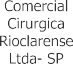 Comercial
Cirurgica
Rioclarense
Ltda- SP